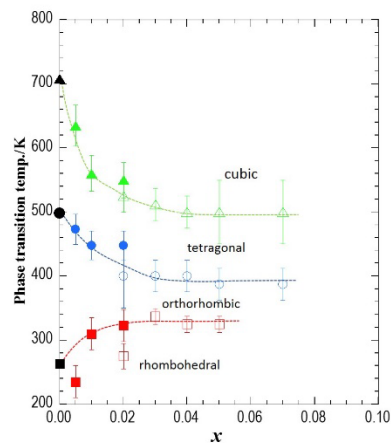 800
700
600
500
400
300
200
Phase transition temp./K
cubic
tetragonal
orthorhombic
rhombohedral
0.00 0.02 0.04 0.06 0.08 0.10
x